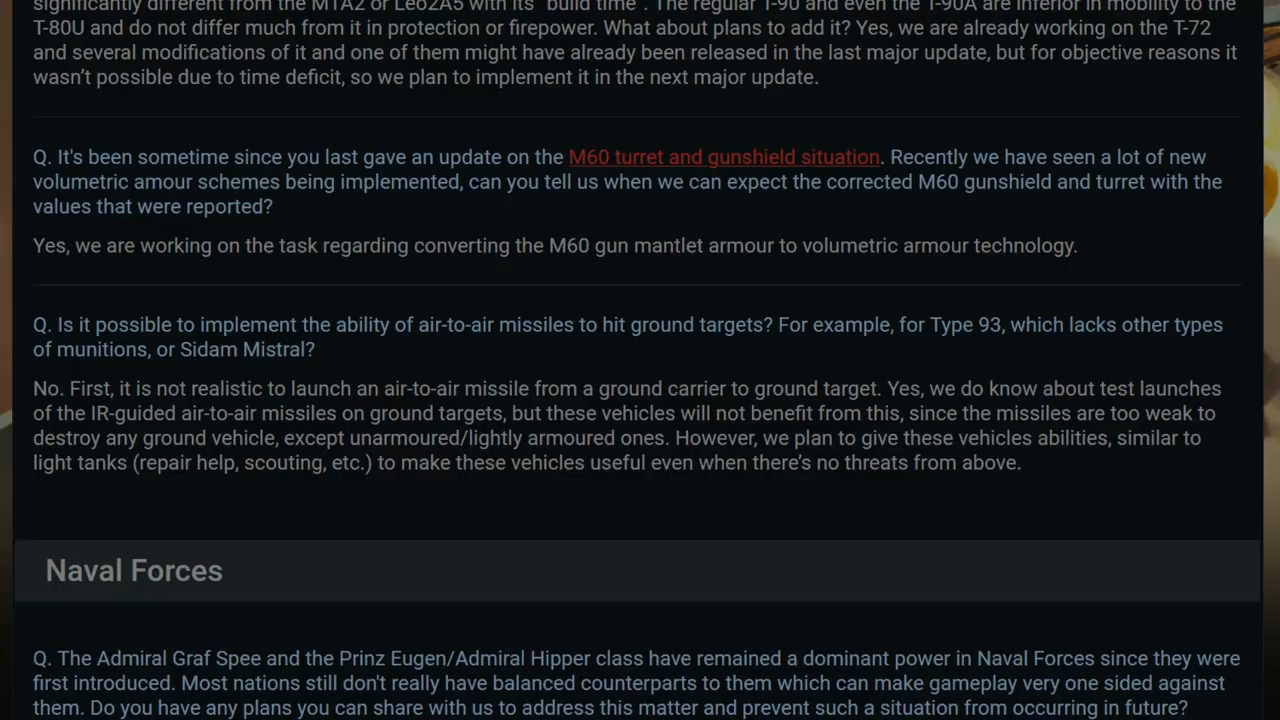 significantly different from the MTA2 or Leo2A5 with its "build time". The regular T-90 and even the T-90A are inferior in mobility to the
T-80U and do not differ much from it in protection or firepower. What about plans to add it? Yes, we are already working on the T-72
and several modifications of it and one of them might have already been released in the last major update, but for objective reasons it
wasn't possible due to time deficit, so we plan to implement it in the next major update.
Q. It's been sometime since you last gave an update on the M60 turret and gunshield situation. Recently we have seen a lot of new
volumetric amour schemes being implemented, can you tell us when we can expect the corrected M60 gunshield and turret with the
values that were reported?
Yes, we are working on the task regarding converting the M60 gun mantlet armour to volumetric armour technology.
Q. Is it possible to implement the ability of air-to-air missiles to hit ground targets? For example, for Type 93, which lacks other types
of munitions, or Sidam Mistral?
No. First, it is not realistic to launch an air-to-air missile from a ground carrier to ground target. Yes, we do know about test launches
of the IR-guided air-to-air missiles on ground targets, but these vehicles will not benefit from this, since the missiles are too weak to
destroy any ground vehicle, except unarmoured/lightly armoured ones. However, we plan to give these vehicles abilities, similar to
light tanks (repair help, scouting, etc.) to make these vehicles useful even when there's no threats from above.
Naval Forces
Q. The Admiral Graf Spee and the Prinz Eugen/Admiral Hipper class have remained a dominant power in Naval Forces since they were
first introduced. Most nations still don't really have balanced counterparts to them which can make gameplay very one sided against
them. Do you have any plans you can share with us to address this matter and prevent such a situation from occurring in future?